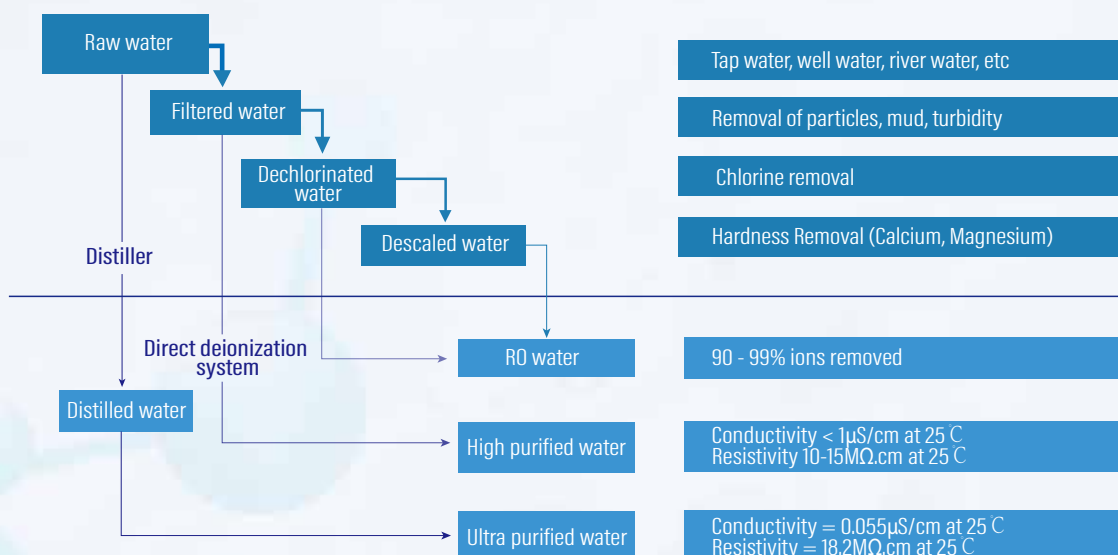 Raw water
Tap water, well water, river water, etc
Filtered water
Removal of particles, mud, turbidity
Dechlorinated
water
Chlorine removal
Descaled water
Hardness Removal (Calcium, Magnesium)
Distiller
Direct deionization
system
RO water
90 - 99% ions removed
Distilled water
High purified water
Conductivity < 1µS/cm at 25℃
Resistivity 10-15MΩ.cm at 25℃
Ultra purified water
Conductivity = 0.055µS/cm at 25℃
Resistivity = 18.2MΩ.cm at 25℃